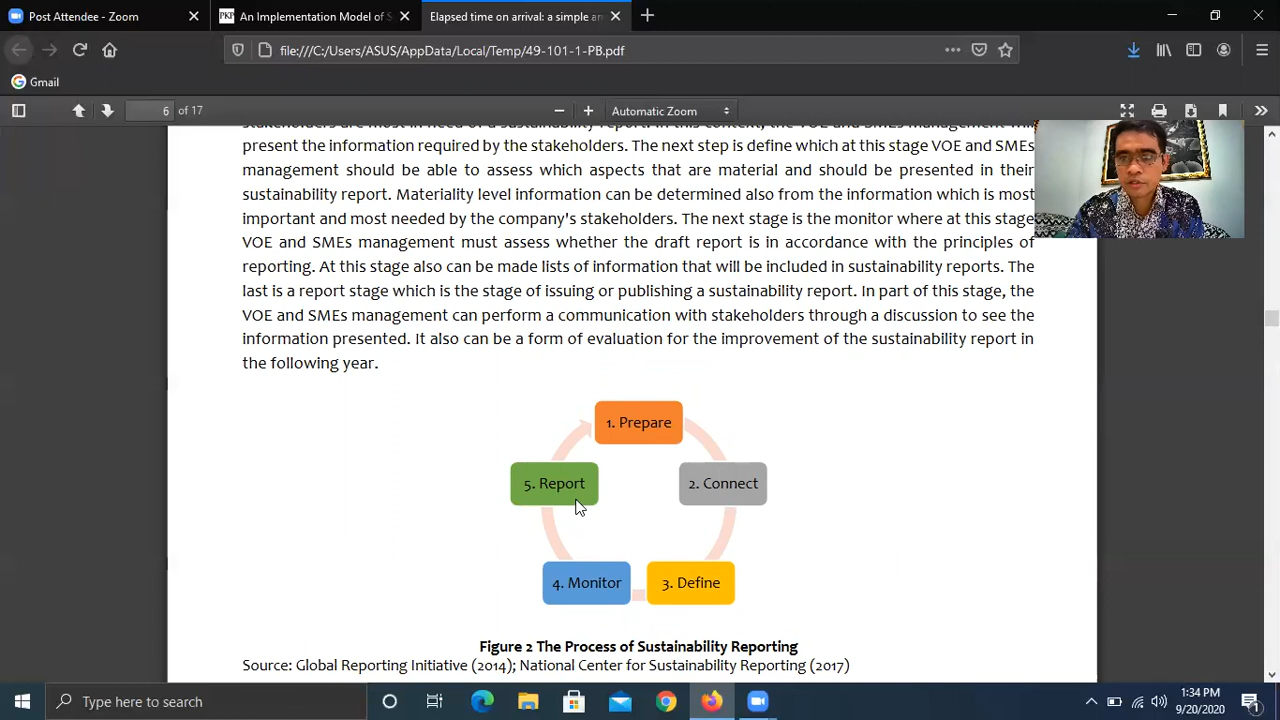 Post Attendee - Zoom
An Implementation Model of S
Elapsed time on arrival: a simple an
file:///C:/Users/ASUS/AppData/Local/Temp/49-101-1-PB.pdf
Gmail
6 of 17
Automatic Zoom
present the information required by the stakeholders. The next step is define which at this stage VOE and SMEs
management should be able to assess which aspects that are material and should be presented in their
sustainability report. Materiality level information can be determined also from the information which is most
important and most needed by the company's stakeholders. The next stage is the monitor where at this stage
VOE and SMEs management must assess whether the draft report is in accordance with the principles of
reporting. At this stage also can be made lists of information that will be included in sustainability reports. The
last is a report stage which is the stage of issuing or publishing a sustainability report. In part of this stage, the
VOE and SMEs management can perform a communication with stakeholders through a discussion to see the
information presented. It also can be a form of evaluation for the improvement of the sustainability report in
the following year.
1. Prepare
5. Report
2. Connect
4. Monitor
3. Define
Figure 2 The Process of Sustainability Reporting
Source: Global Reporting Initiative (2014); National Center for Sustainability Reporting (2017)
Type here to search
1:34 PM
9/20/2020